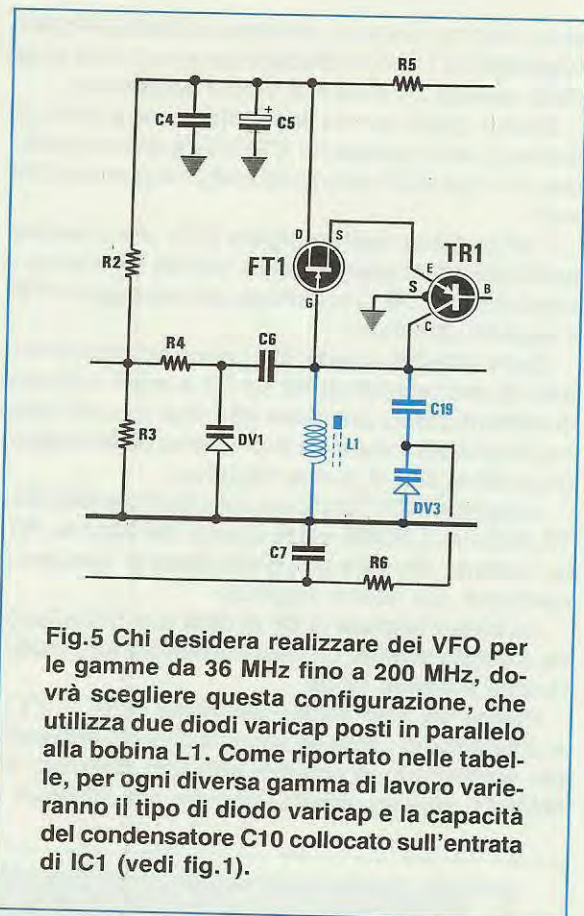 R5
C4
+
C5
D
S
R2
FT1
TR1
E
S
B
G
C
R4
C6
C19
R3
DV1
L1
DV3
C7
R6
Fig.5 Chi desidera realizzare dei VFO per
le gamme da 36 MHz fino a 200 MHz, do-
vrà scegliere questa configurazione, che
utilizza due diodi varicap posti in parallelo
alla bobina L1. Come riportato nelle tabel-
le, per ogni diversa gamma di lavoro varie-
ranno il tipo di diodo varicap e la capacità
del condensatore C10 collocato sull'entrata
di IC1 (vedi fig.1).